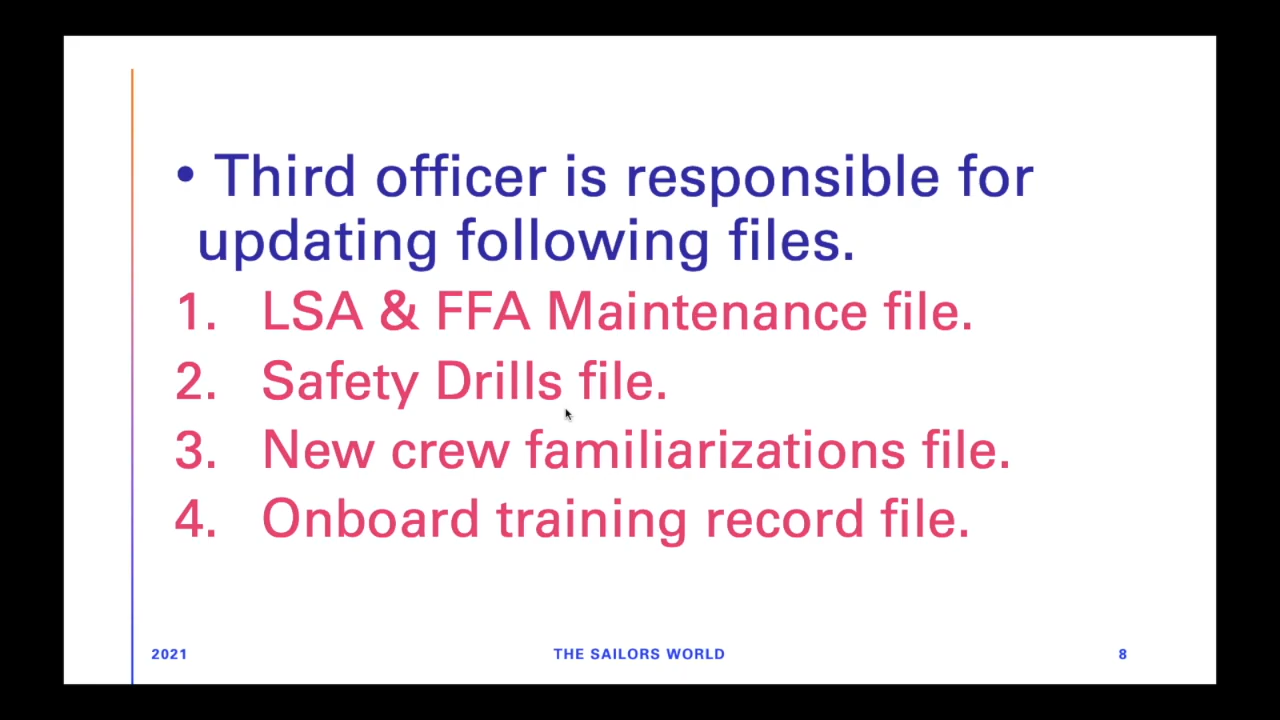 • Third officer is responsible for
updating following files.
1. LSA & FFA Maintenance file.
2. Safety Drills file.
3. New crew familiarizations file.
4. Onboard training record file.
2021 THE SAILORS WORLD 8